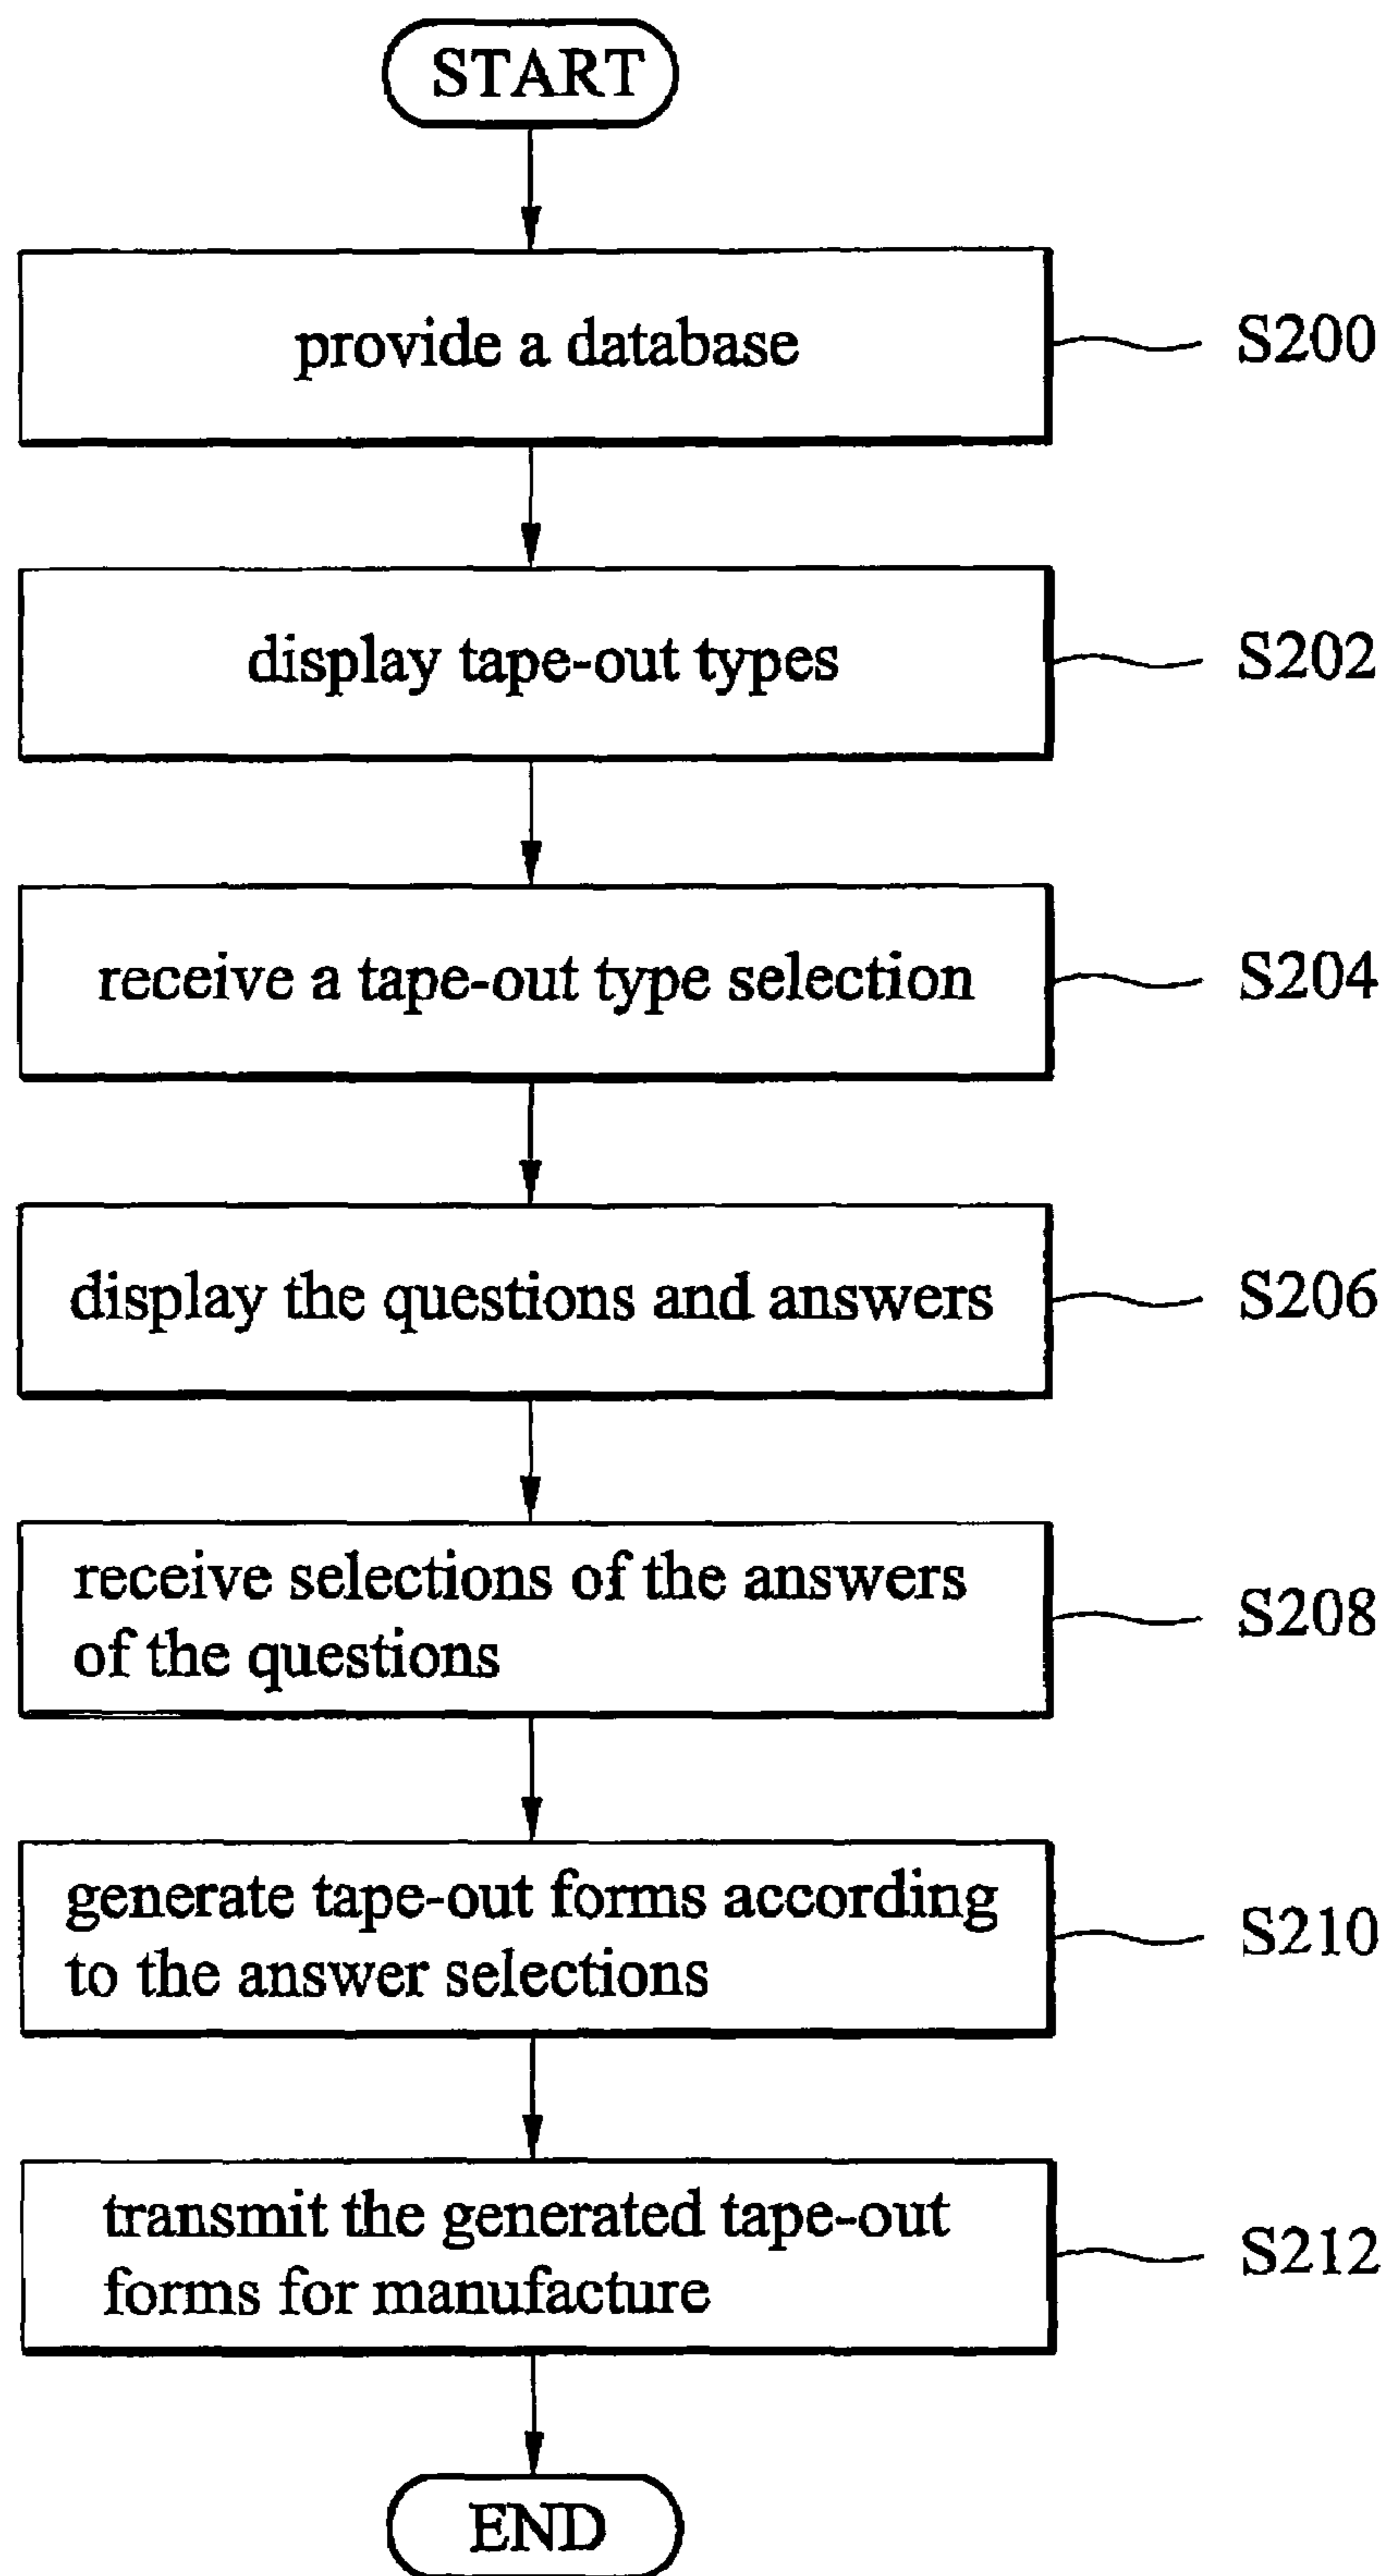 START
provide a database
S200
display tape-out types
S202
receive a tape-out type selection
S204
display the questions and answers
S206
receive selections of the answers
of the questions
S208
generate tape-out forms according
to the answer selections
S210
transmit the generated tape-out
forms for manufacture
S212
END